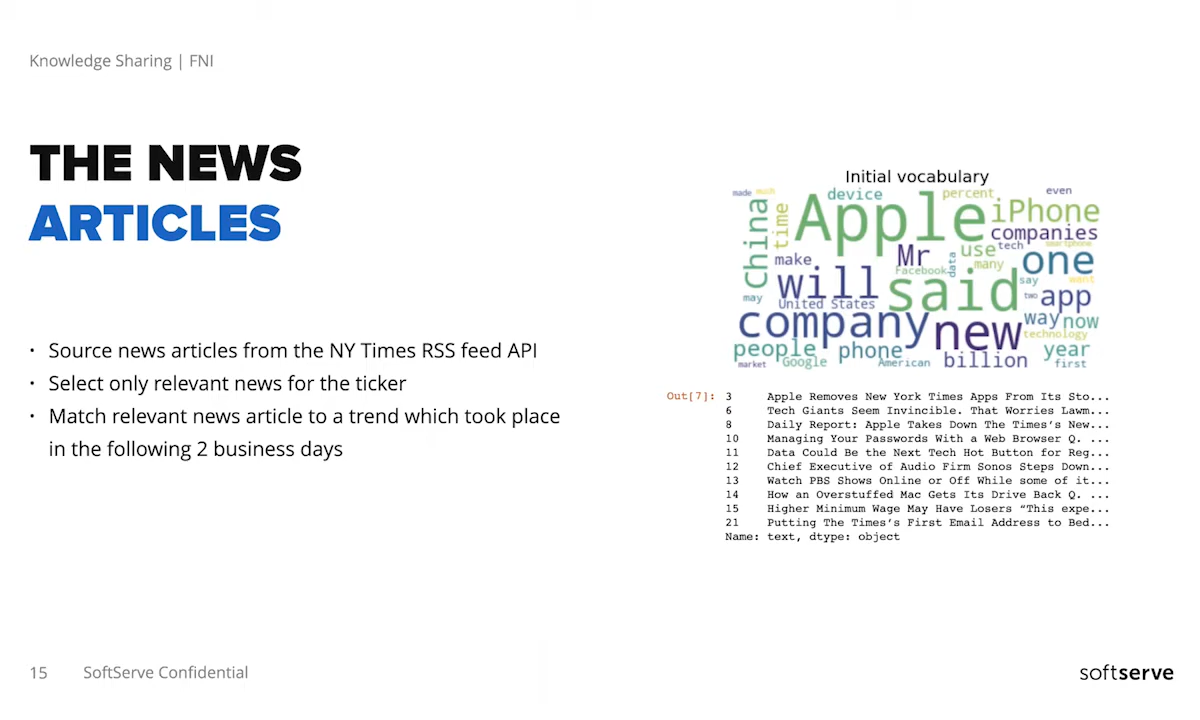 Knowledge Sharing | FNI
THE NEWS
ARTICLES
· Source news articles from the NY Times RSS feed API
· Select only relevant news for the ticker
· Match relevant news article to a trend which took place
in the following 2 business days
Initial vocabulary
made much device percent even
china time Apple iPhone
companies
make Mr use tech smartphone
Facebook data many one
will said say want
may United States two app
company new way now
technology
people phone billion year
market Google American first
Out[7]: 3 Apple Removes New York Times Apps From Its Sto...
6 Tech Giants Seem Invincible. That Worries Lawm...
8 Daily Report: Apple Takes Down The Times’s New...
10 Managing Your Passwords With a Web Browser Q. ...
11 Data Could Be the Next Tech Hot Button for Reg...
12 Chief Executive of Audio Firm Sonos Steps Down...
13 Watch PBS Shows Online or Off While some of it...
14 How an Overstuffed Mac Gets Its Drive Back Q. ...
15 Higher Minimum Wage May Have Losers “This expe...
21 Putting The Times’s First Email Address to Bed...
Name: text, dtype: object
15 SoftServe Confidential
softserve